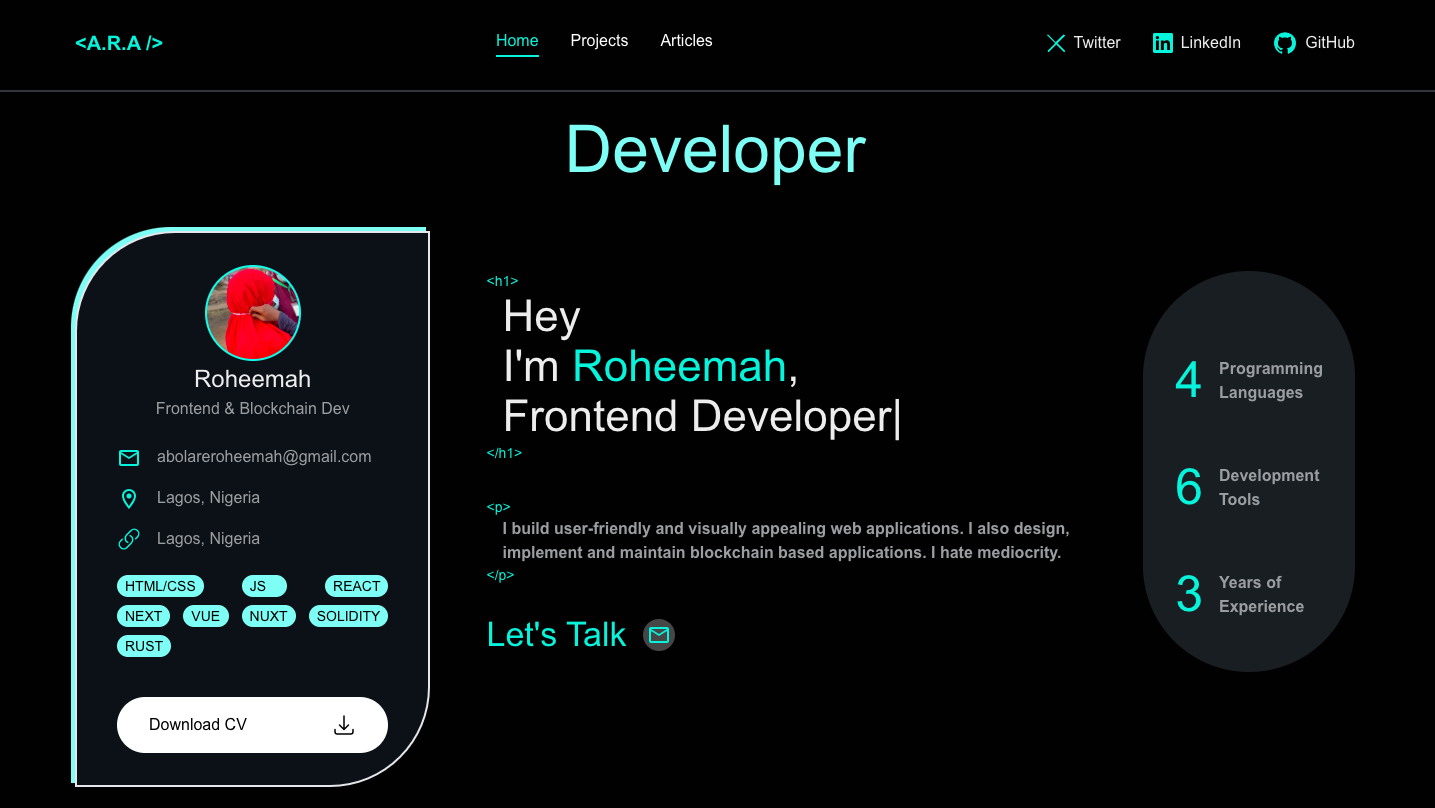 <A.R.A />
Home Projects Articles
Twitter LinkedIn GitHub
Developer
Roheemah
Frontend & Blockchain Dev
abolareroheemah@gmail.com
Lagos, Nigeria
Lagos, Nigeria
HTML/CSS JS REACT
NEXT VUE NUXT SOLIDITY
RUST
Download CV
<h1>
Hey
I'm Roheemah,
Frontend Developer|
</h1>
<p>
I build user-friendly and visually appealing web applications. I also design,
implement and maintain blockchain based applications. I hate mediocrity.
</p>
Let's Talk
4 Programming
Languages
6 Development
Tools
3 Years of
Experience